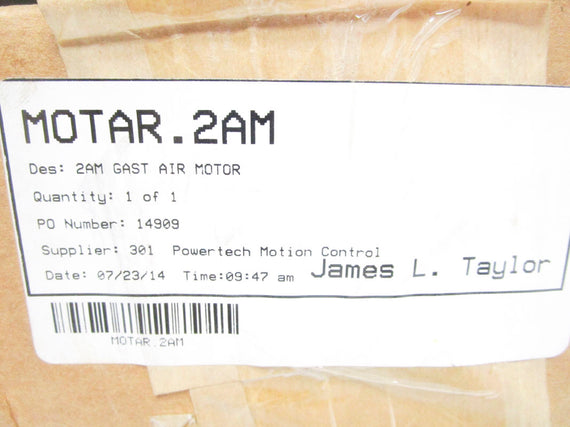 MOTAR.2AM
Des: 2AM GAST AIR MOTOR
Quantity: 1 of 1
PO Number: 14909
Supplier: 301 Powertech Motion Control
Date: 07/23/14 Time:09:47 am James L. Taylor
MOTAR.2AM